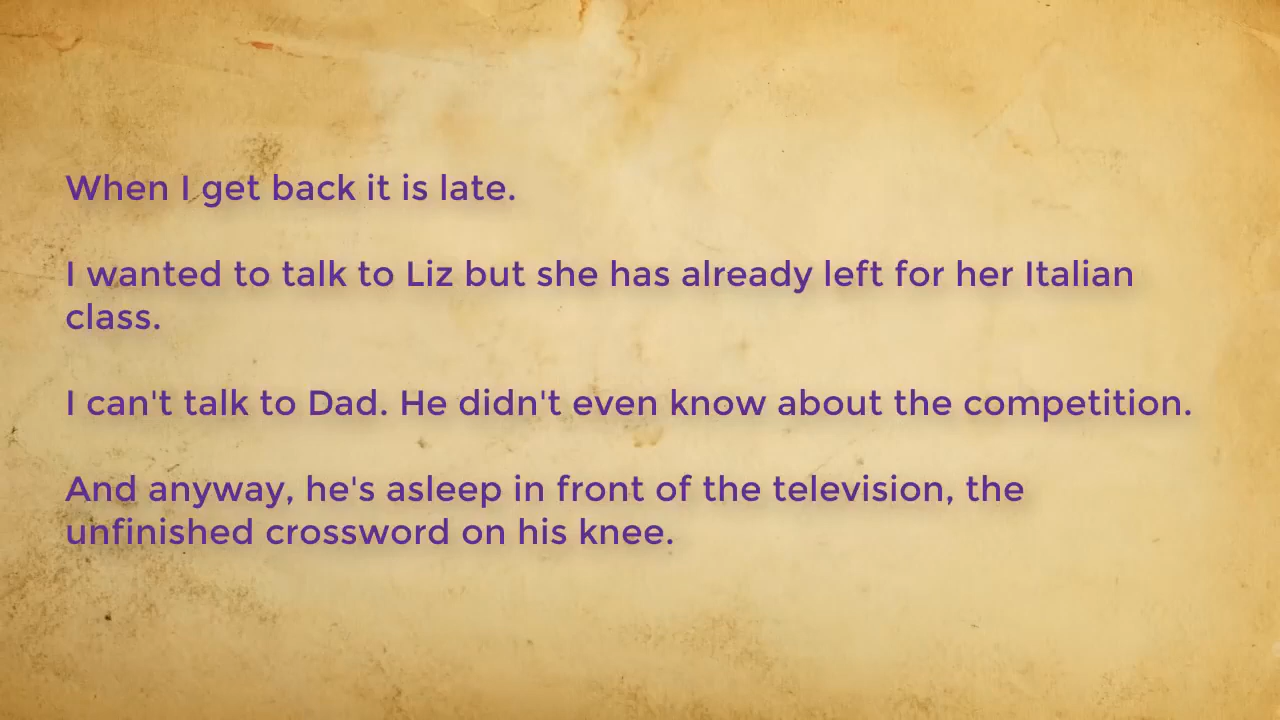 When I get back it is late.
I wanted to talk to Liz but she has already left for her Italian
class.
I can't talk to Dad. He didn't even know about the competition.
And anyway, he's asleep in front of the television, the
unfinished crossword on his knee.